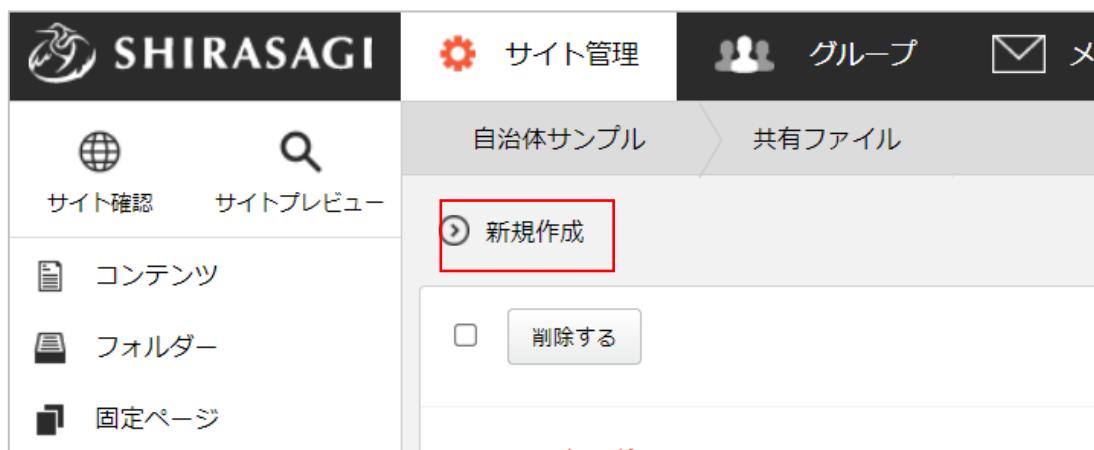 SHIRASAGI
サイト管理
グループ
メ
サイト確認
サイトプレビュー
自治体サンプル
共有ファイル
コンテンツ
フォルダー
固定ページ
新規作成
削除する